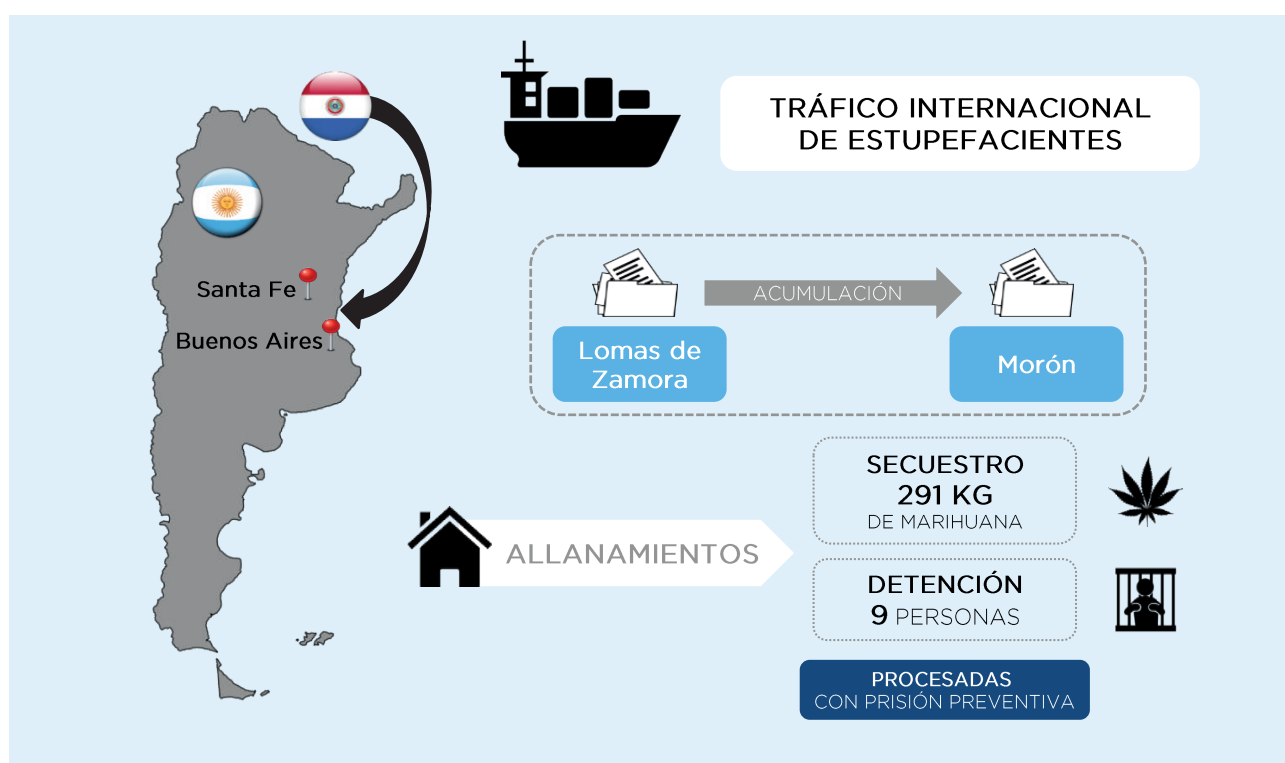 TRÁFICO INTERNACIONAL
DE ESTUPEFACIENTES
Santa Fe
Buenos Aires
ACUMULACIÓN
Lomas de
Zamora
Morón
ALLANAMIENTOS
SECUESTRO
291 KG
DE MARIHUANA
DETENCIÓN
9 PERSONAS
PROCESADAS
CON PRISIÓN PREVENTIVA